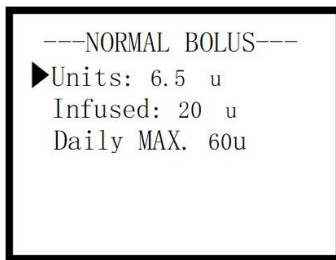 ---NORMAL BOLUS---
Units: 6.5 u
Infused: 20 u
Daily MAX. 60u